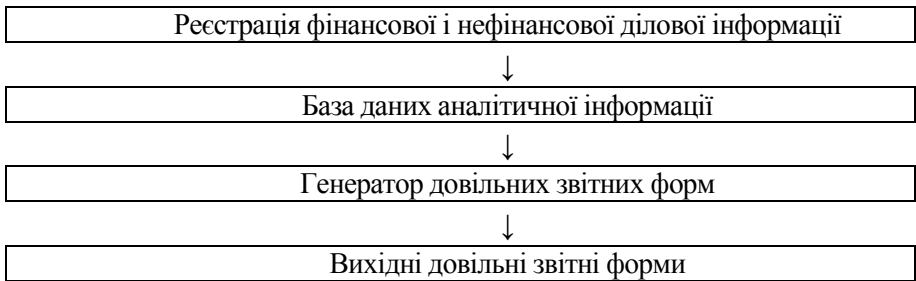 Реєстрація фінансової і нефінансової ділової інформації
↓
База даних аналітичної інформації
↓
Генератор довільних звітних форм
↓
Вихідні довільні звітні форми